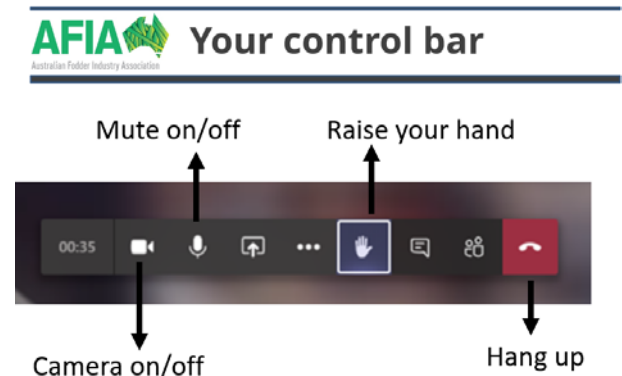 AFIA
Australian Fodder Industry Association
Your control bar
Mute on/off
Raise your hand
00:35
Camera on/off
Hang up